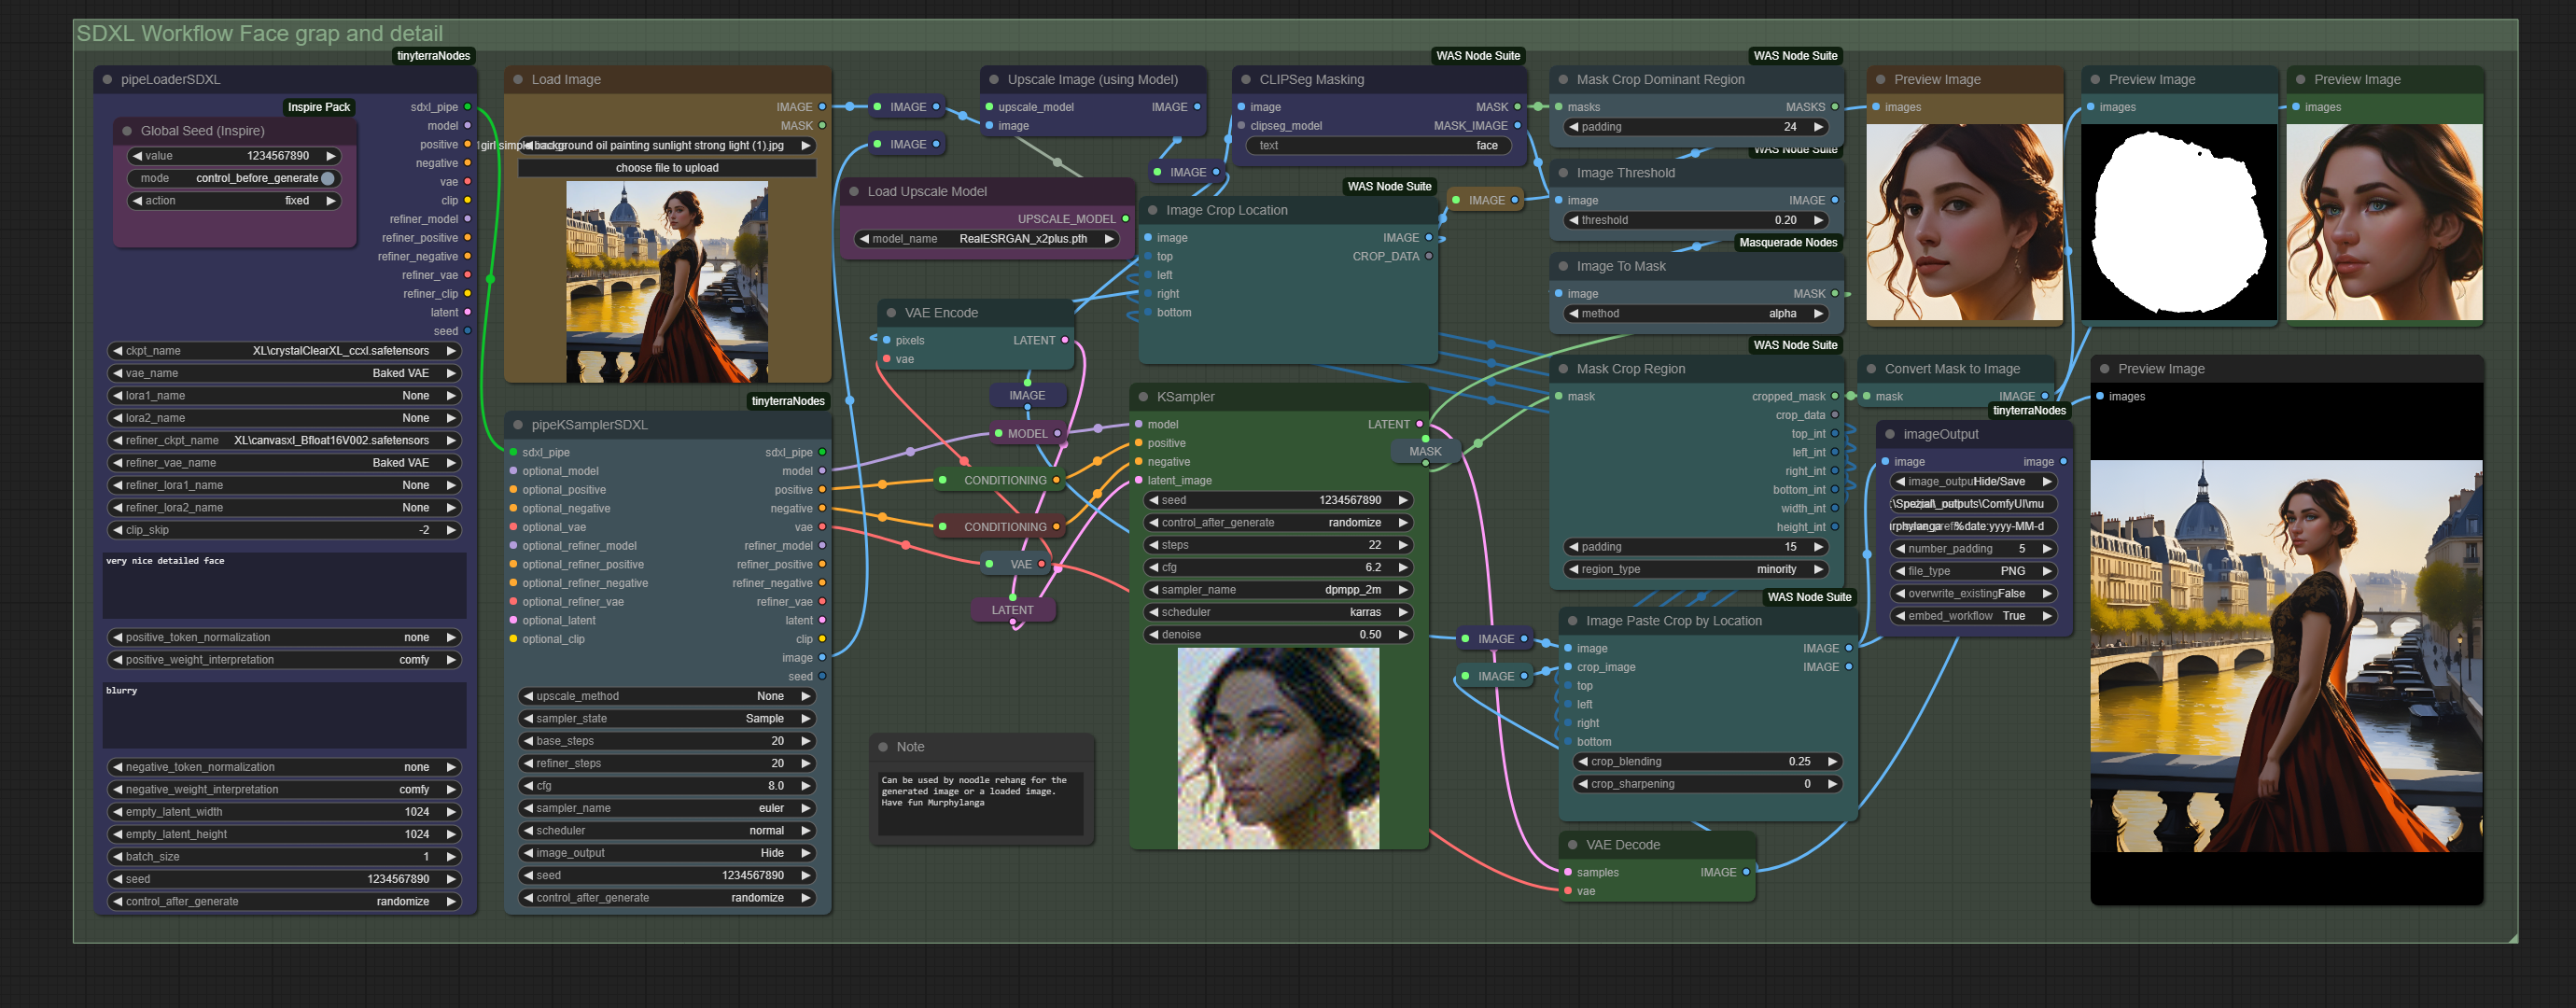 SDXL Workflow Face grap and detail
tinyterraNodes
pipeLoaderSDXL
Inspire Pack
Global Seed (Inspire)
value 1234567890
mode control_before_generate
action fixed
sdxl_pipe
model
positive
negative
vae
clip
refiner_model
refiner_positive
refiner_negative
refiner_vae
refiner_clip
latent
seed
ckpt_name XL\crystalClearXL_ccxl.safetensors
vae_name Baked VAE
lora1_name None
lora2_name None
refiner_ckpt_name XL\canvasxl_Bfloat16V002.safetensors
refiner_vae_name Baked VAE
refiner_lora1_name None
refiner_lora2_name None
clip_skip -2
very nice detailed face
positive_token_normalization none
positive_weight_interpretation comfy
blurry
negative_token_normalization none
negative_weight_interpretation comfy
empty_latent_width 1024
empty_latent_height 1024
batch_size 1
seed 1234567890
control_after_generate randomize
Load Image
IMAGE
MASK
girl simple background oil painting sunlight strong light (1).jpg
choose file to upload
tinyterraNodes
pipeKSamplerSDXL
sdxl_pipe sdxl_pipe
optional_model model
optional_positive positive
optional_negative negative
optional_vae vae
optional_refiner_model refiner_model
optional_refiner_positive refiner_positive
optional_refiner_negative refiner_negative
optional_refiner_vae refiner_vae
optional_latent latent
optional_clip clip
image
seed
upscale_method None
sampler_state Sample
base_steps 20
refiner_steps 20
cfg 8.0
sampler_name euler
scheduler normal
image_output Hide
seed 1234567890
control_after_generate randomize
IMAGE
IMAGE
Upscale Image (using Model)
upscale_model IMAGE
image
IMAGE
Load Upscale Model
UPSCALE_MODEL
model_name RealESRGAN_x2plus.pth
VAE Encode
pixels LATENT
vae
IMAGE
MODEL
CONDITIONING
CONDITIONING
VAE
LATENT
Note
Can be used by noodle rehang for the
generated image or a loaded image.
Have fun Murphylanga
WAS Node Suite
CLIPSeg Masking
image MASK
clipseg_model MASK_IMAGE
text face
WAS Node Suite
Image Crop Location
image IMAGE
top CROP_DATA
left
right
bottom
IMAGE
KSampler
model LATENT
positive
negative
latent_image
seed 1234567890
control_after_generate randomize
steps 22
cfg 6.2
sampler_name dpmpp_2m
scheduler karras
denoise 0.50
MASK
IMAGE
IMAGE
WAS Node Suite
Mask Crop Dominant Region
masks MASKS
padding 24
WAS Node Suite
Image Threshold
image IMAGE
threshold 0.20
Masquerade Nodes
Image To Mask
image MASK
method alpha
WAS Node Suite
Mask Crop Region
mask cropped_mask
crop_data
top_int
left_int
right_int
bottom_int
width_int
height_int
padding 15
region_type minority
WAS Node Suite
Image Paste Crop by Location
image IMAGE
crop_image IMAGE
top
left
right
bottom
crop_blending 0.25
crop_sharpening 0
VAE Decode
samples IMAGE
vae
Preview Image
images
Preview Image
images
Preview Image
images
Convert Mask to Image
mask IMAGE
tinyterraNodes
imageOutput
image image
image_output Hide/Save
\Spezial\_outputs\ComfyUI\mu
%date:yyyy-MM-d
number_padding 5
file_type PNG
overwrite_existing False
embed_workflow True
Preview Image
images